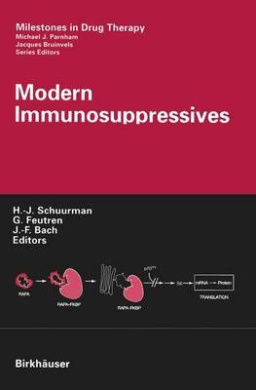 Milestones in Drug Therapy
Michael J. Parnham
Jacques Bruinvels
Series Editors
Modern
Immunosuppressives
H.-J. Schuurman
G. Feutren
J.-F. Bach
Editors
mRNA → Protein
RAPA
RAPA-FKBP
RAPA-FKBP
TRANSLATION
Birkhäuser